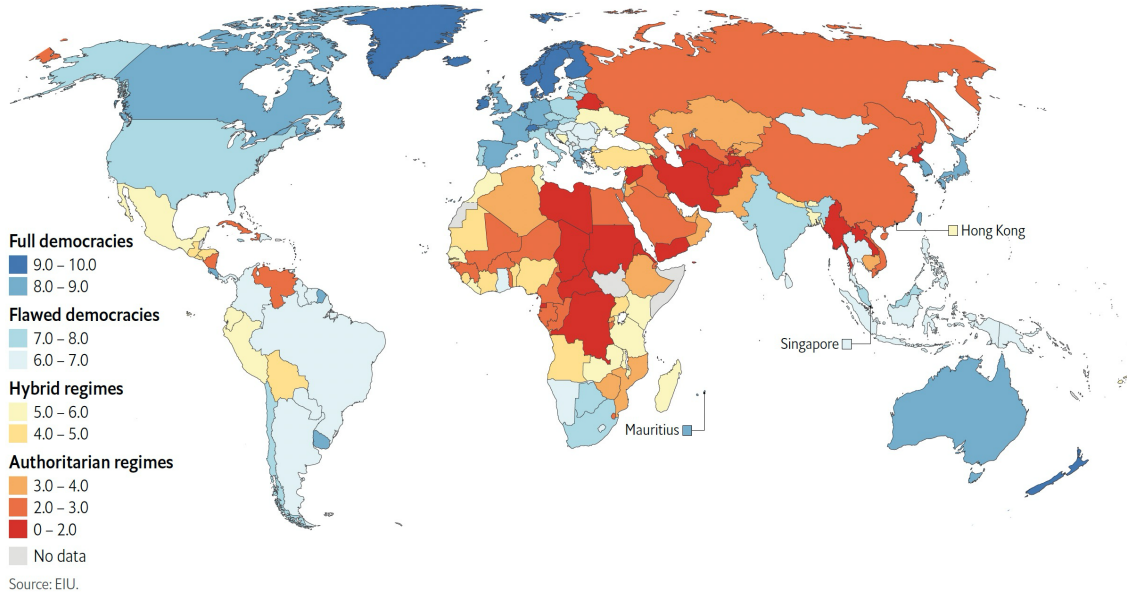 Hong Kong
Full democracies
9.0 – 10.0
8.0 – 9.0
Flawed democracies
7.0 – 8.0
6.0 – 7.0
Singapore
Hybrid regimes
5.0 – 6.0
4.0 – 5.0
Mauritius
Authoritarian regimes
3.0 – 4.0
2.0 – 3.0
0 – 2.0
No data
Source: EIU.